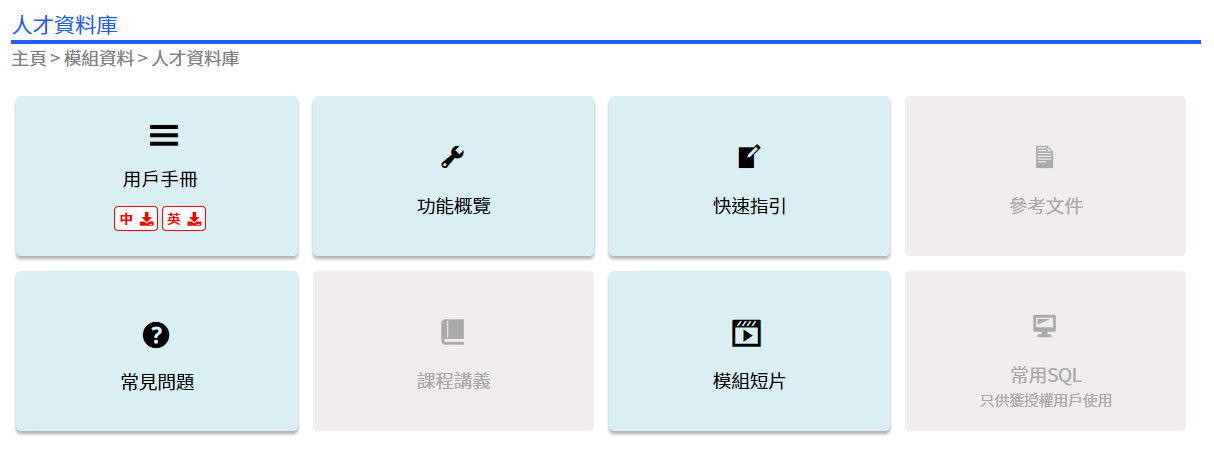 人才資料庫
主頁 > 模組資料 > 人才資料庫
用戶手冊
中 英
功能概覽
快速指引
參考文件
常見問題
課程講義
模組短片
常用SQL
只供獲授權用戶使用